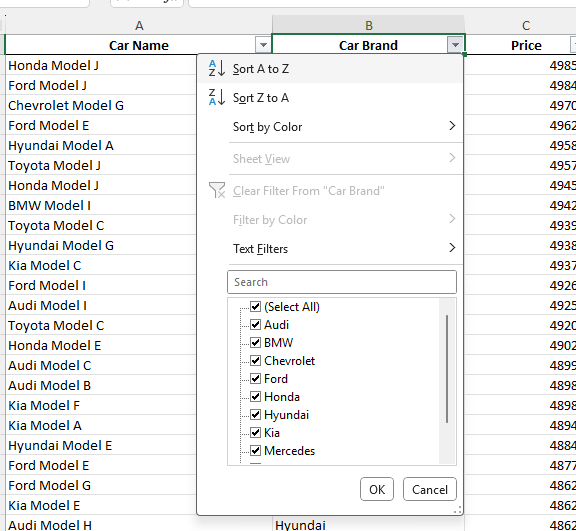 A B C
Car Name Car Brand Price
Honda Model J 4985
Ford Model J 4984
Chevrolet Model G 4970
Ford Model E 4962
Hyundai Model A 4958
Toyota Model J 4957
Honda Model J 4945
BMW Model I 4942
Toyota Model C 4939
Hyundai Model G 4938
Kia Model C 4937
Ford Model I 4926
Audi Model I 4925
Toyota Model C 4920
Honda Model E 4902
Audi Model C 4899
Audi Model B 4898
Kia Model F 4898
Kia Model A 4894
Hyundai Model E 4884
Ford Model E 4877
Ford Model G 4862
Kia Model E 4862
Audi Model H Hyundai 4862
Sort A to Z
Sort Z to A
Sort by Color
Sheet View
Clear Filter From "Car Brand"
Filter by Color
Text Filters
Search
(Select All)
Audi
BMW
Chevrolet
Ford
Honda
Hyundai
Kia
Mercedes
OK Cancel